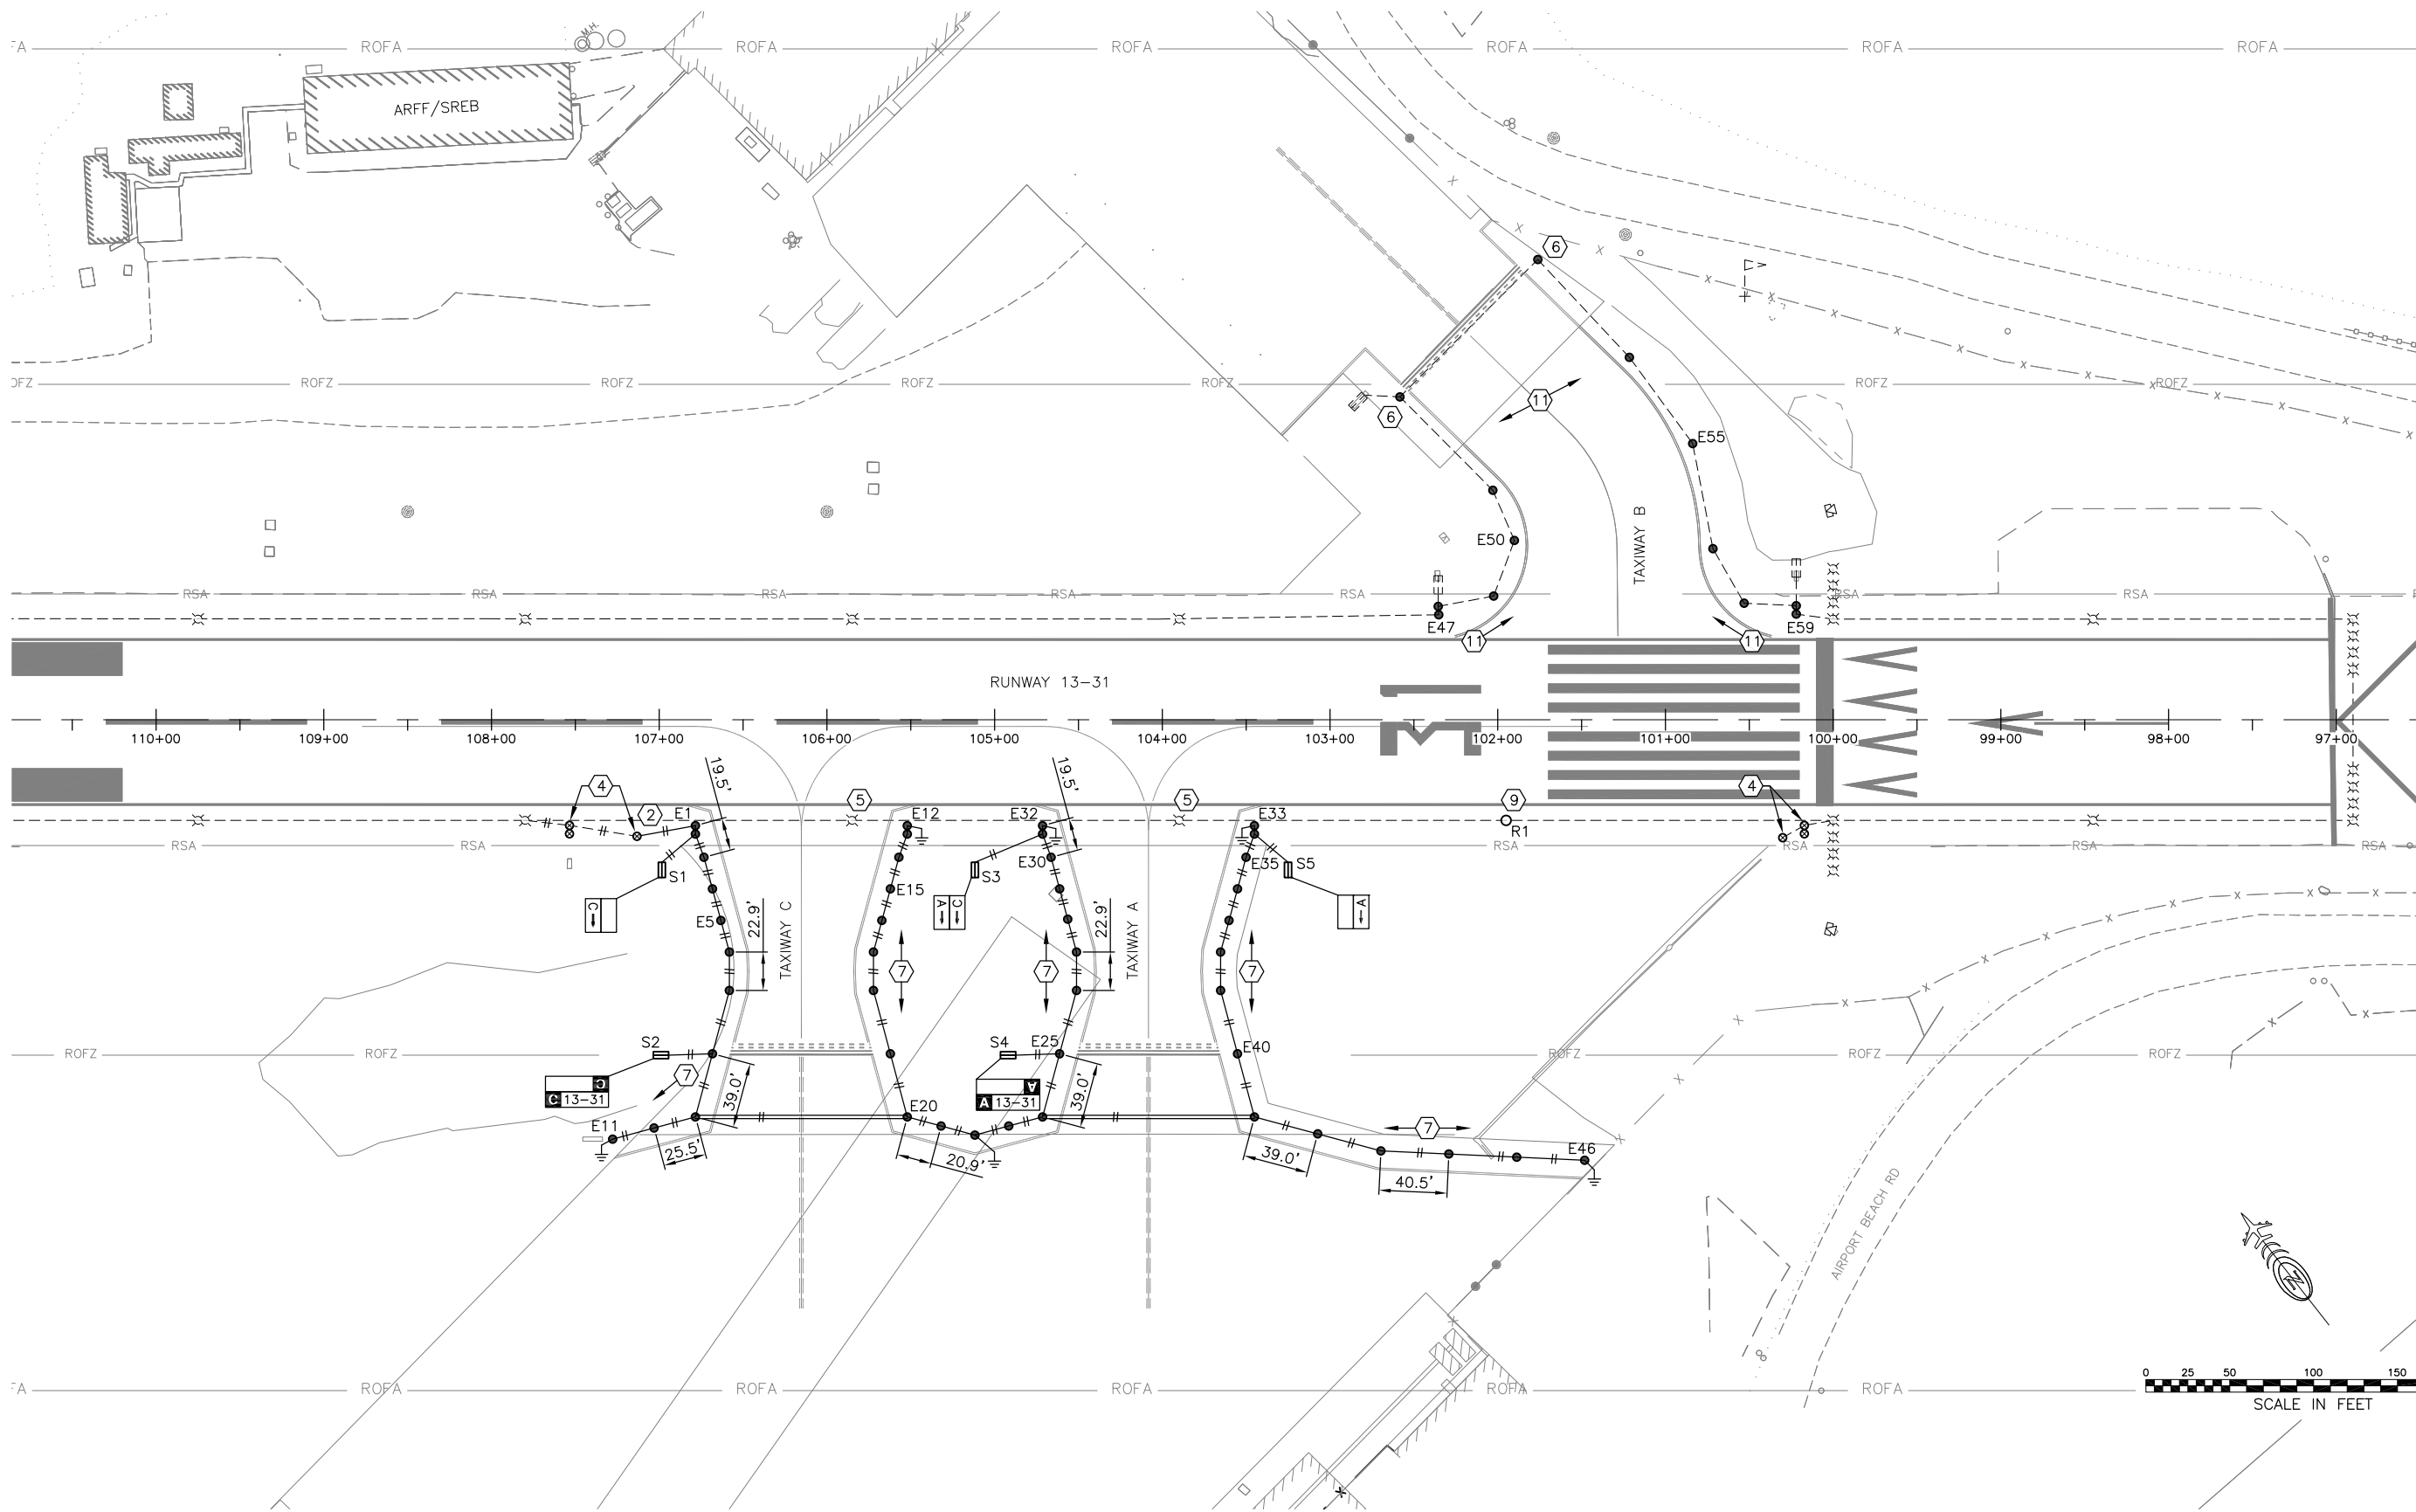 FA ROFA ROFA ROFA ROFA ROFA ROFA
M.H.
ARFF/SREB
6
ROFZ ROFZ ROFZ ROFZ ROFZ ROFZ ROFZ
6
11
E55
E50
TAXIWAY B
RSA RSA RSA RSA RSA RSA RSA
E47
E59
11
11
RUNWAY 13-31
110+00 109+00 108+00 107+00 106+00 105+00 104+00 103+00 102+00 101+00 100+00 99+00 98+00 97+00
19.5'
19.5'
4
4
2
E1
5
E12
E32
5
E33
9
R1
RSA RSA RSA RSA RSA RSA
E30
E35
S1
S3
S5
E15
C
A
C
A
E5
22.9'
22.9'
TAXIWAY C
TAXIWAY A
7
7
7
S2
S4
E25
E40
ROFZ ROFZ ROFZ ROFZ ROFZ
7
C
C 13-31
A
A 13-31
39.0'
39.0'
E20
E11
7
E46
25.5'
20.9'
39.0'
40.5'
AIRPORT BEACH RD
N
0 25 50 100 150
SCALE IN FEET
FA ROFA ROFA ROFA ROFA ROFA